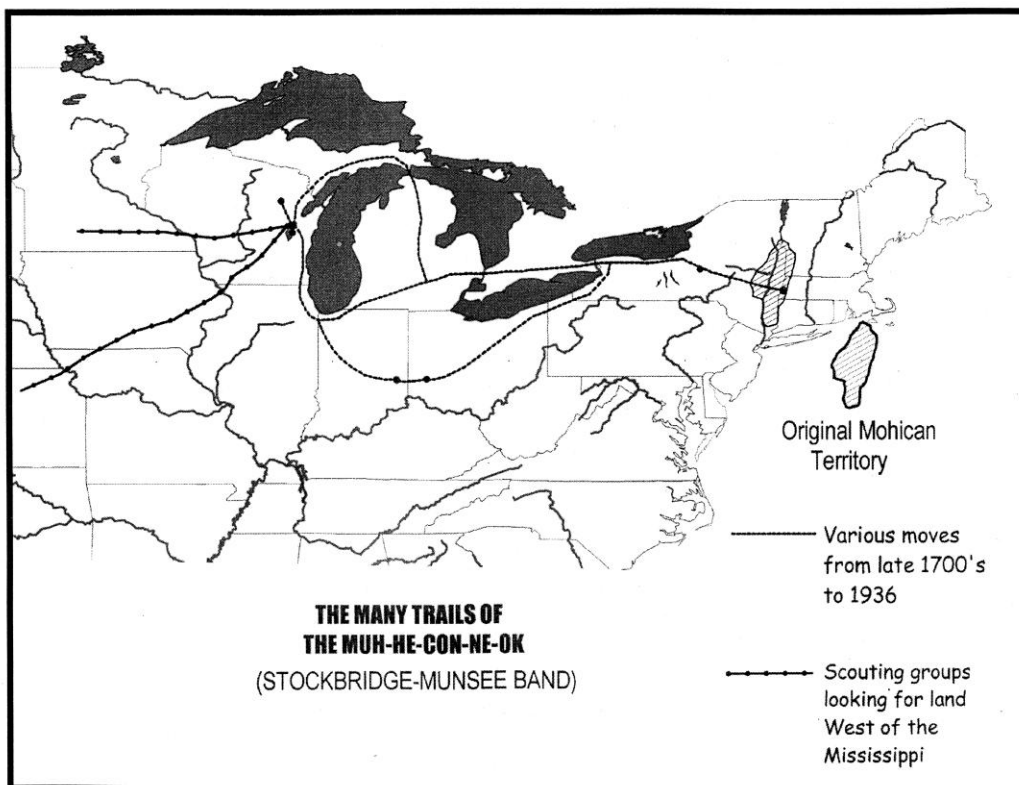 Original Mohican
Territory
Various moves
from late 1700's
to 1936
THE MANY TRAILS OF
THE MUH-HE-CON-NE-OK
(STOCKBRIDGE-MUNSEE BAND)
Scouting groups
looking for land
West of the
Mississippi